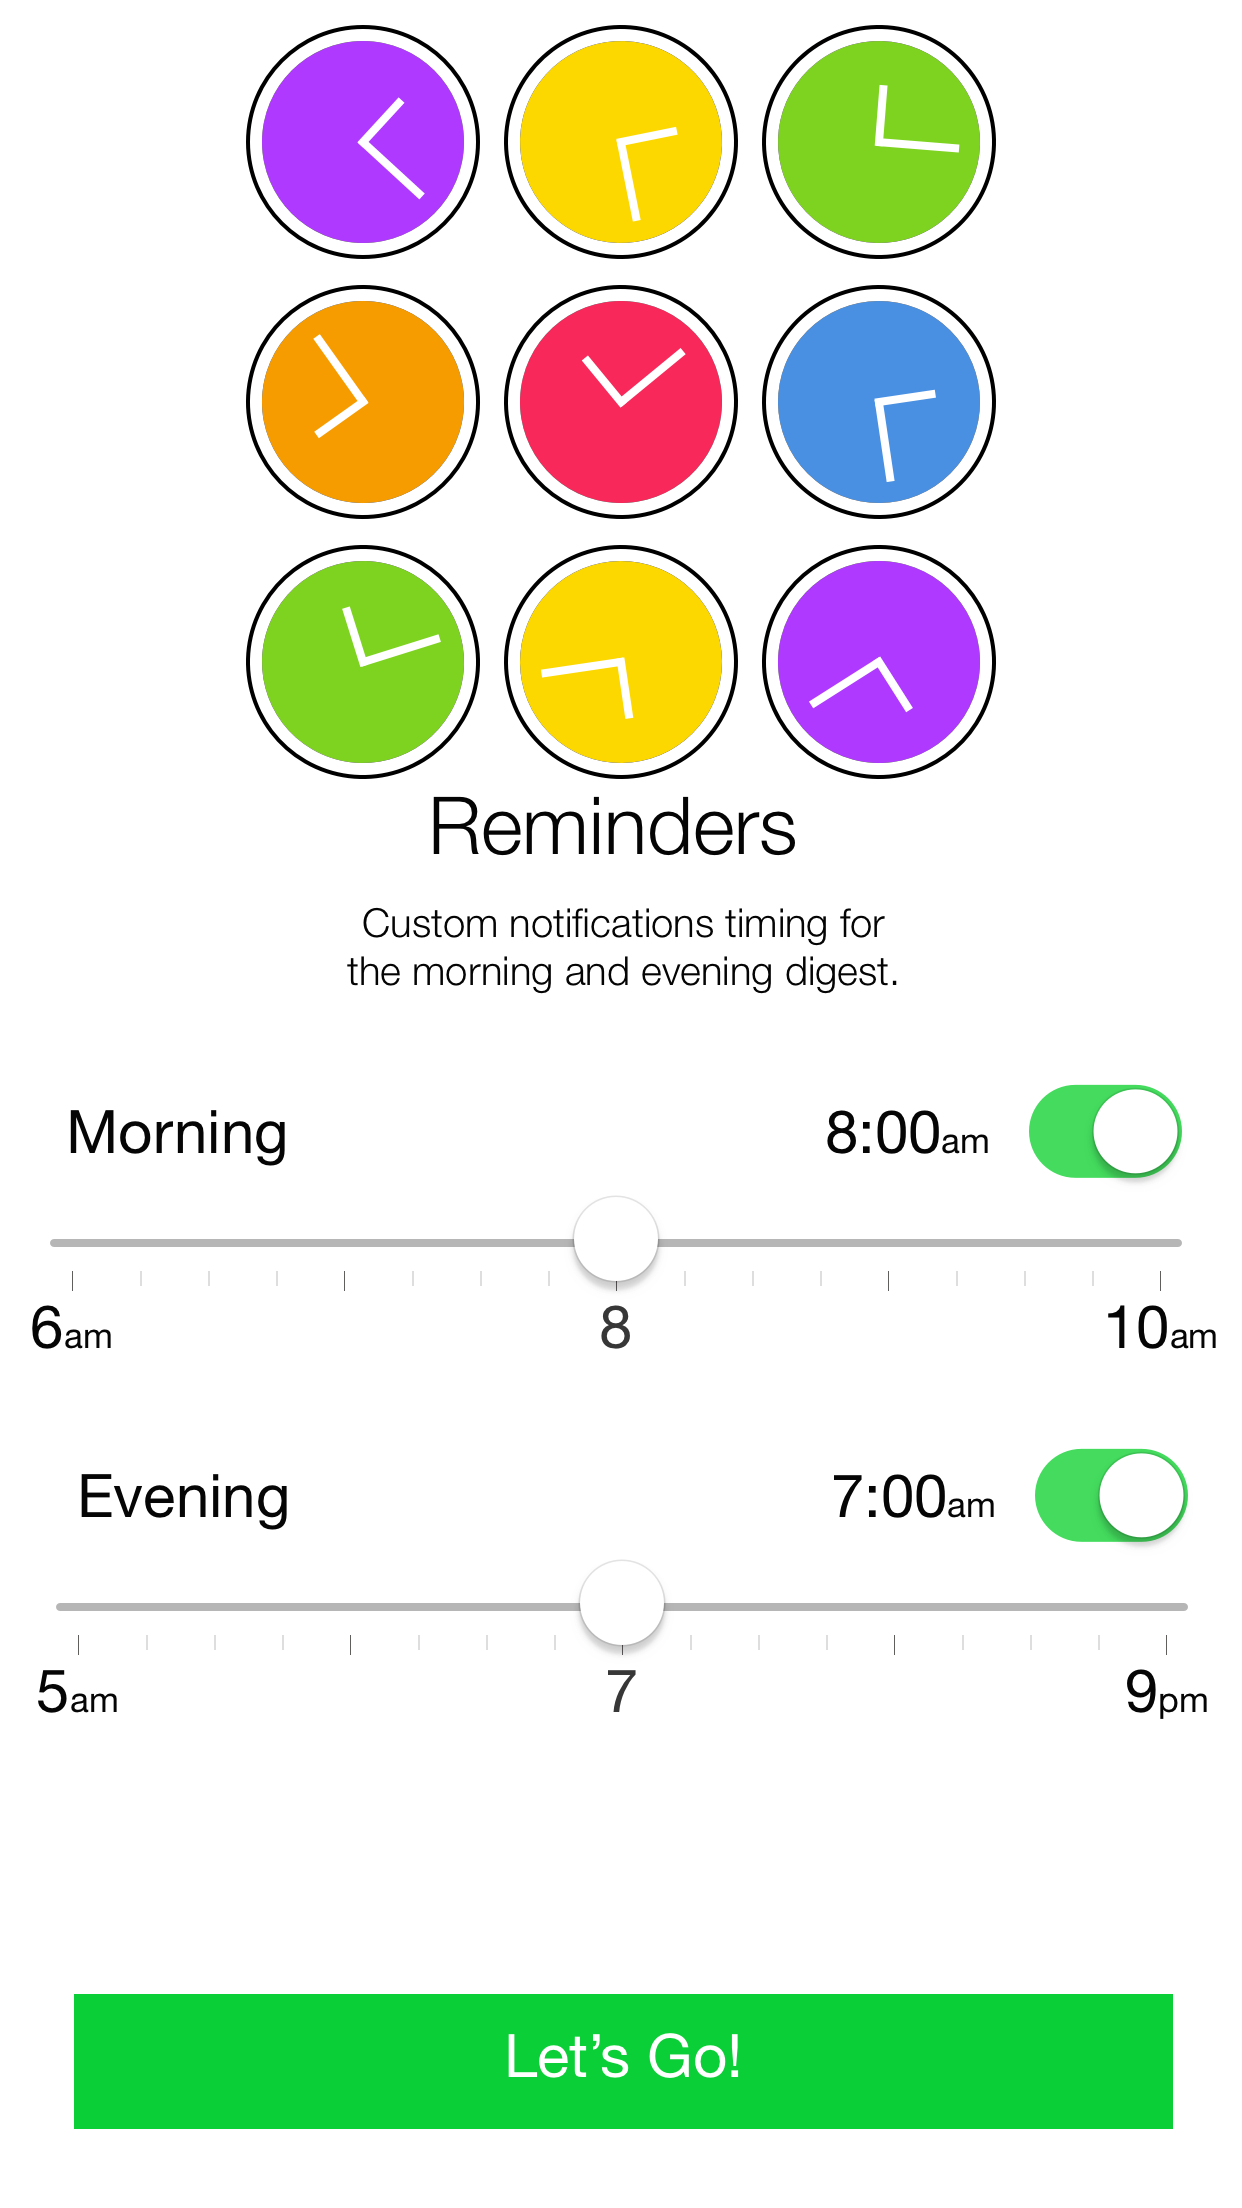 Reminders
Custom notifications timing for
the morning and evening digest.
Morning 8:00am
6am 8 10am
Evening 7:00am
5am 7 9pm
Let’s Go!